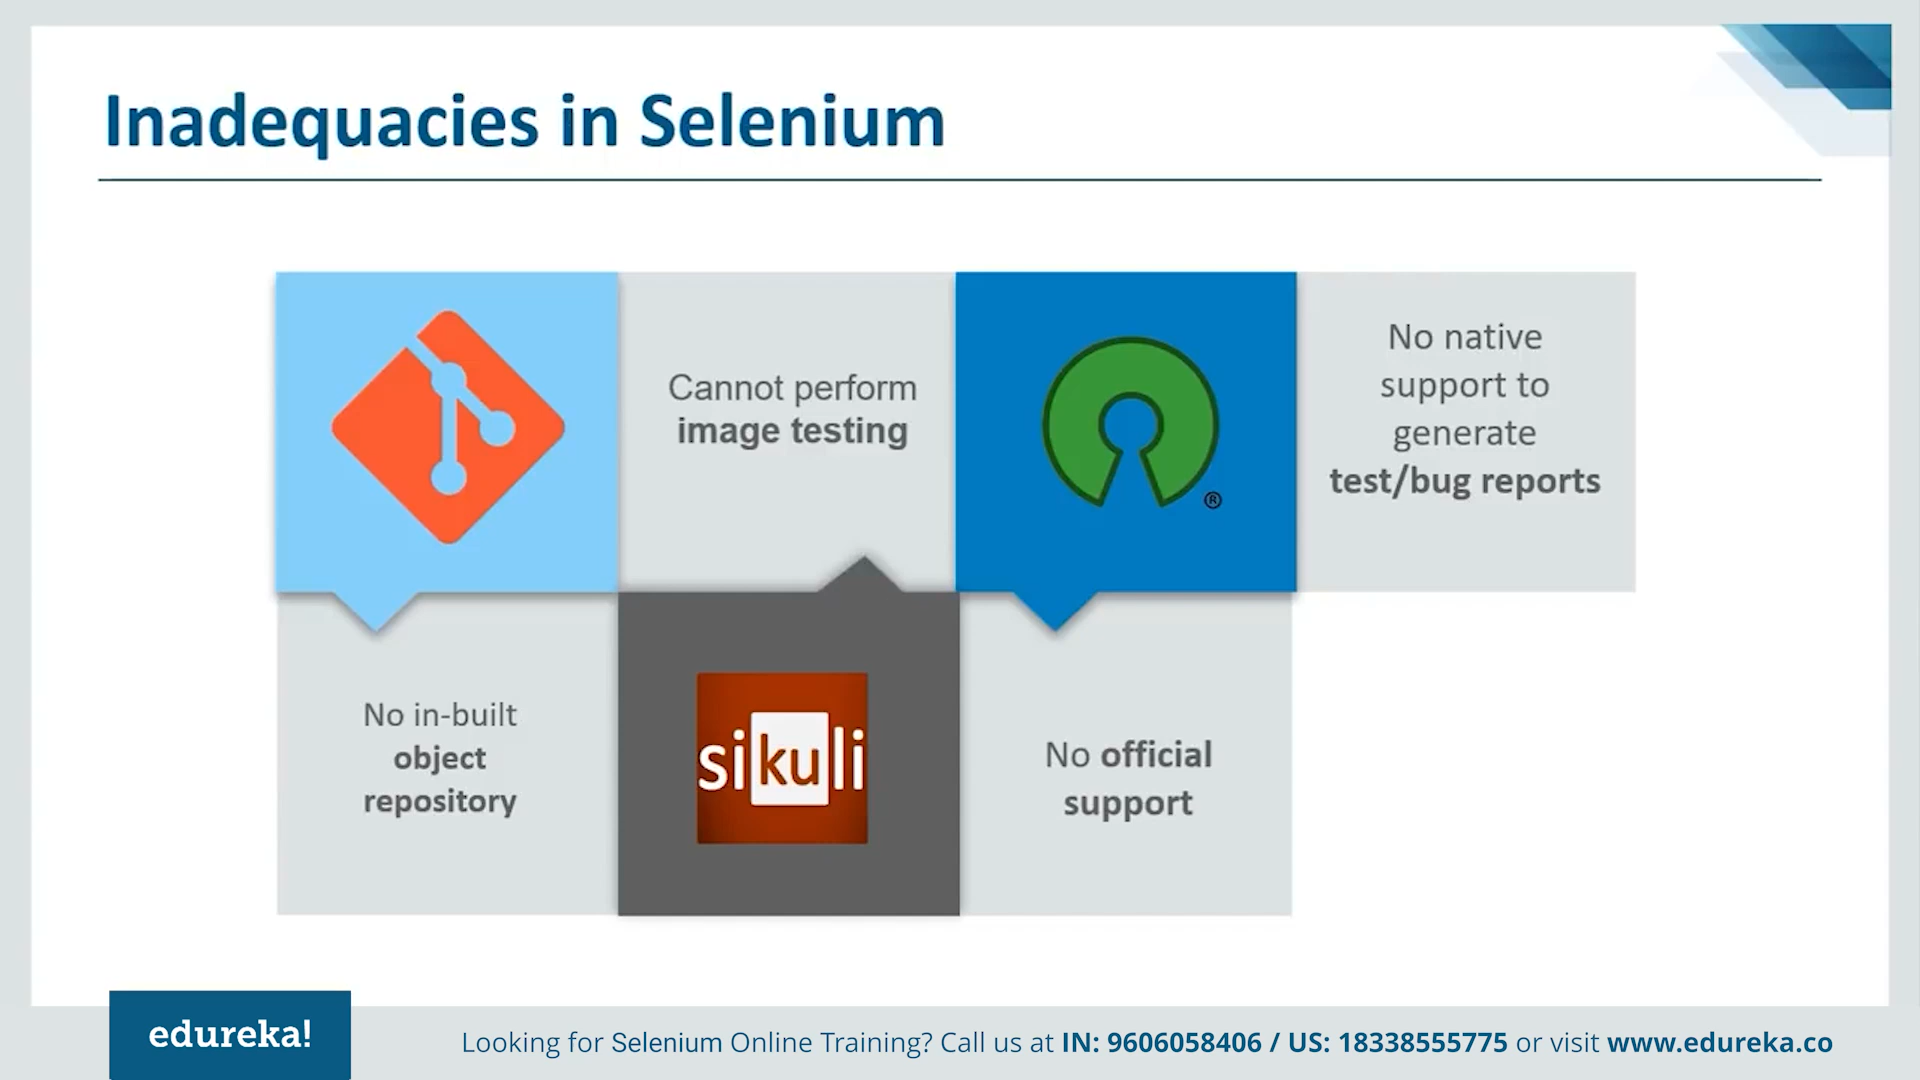 Inadequacies in Selenium
Cannot perform
image testing
®
No native
support to
generate
test/bug reports
No in-built
object
repository
sikuli
No official
support
edureka!
Looking for Selenium Online Training? Call us at IN: 9606058406 / US: 18338555775 or visit www.edureka.co